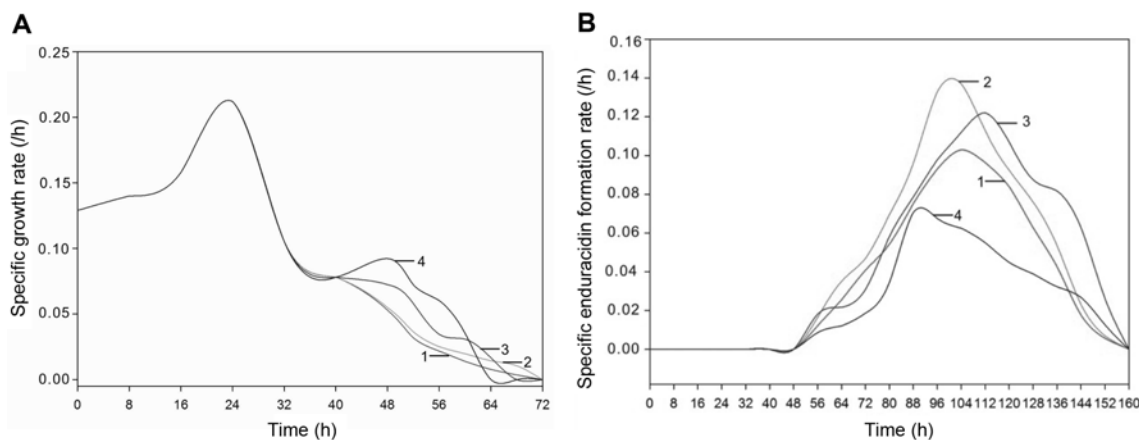 A
0.25
0.20
0.15
0.10
0.05
0.00
Specific growth rate (/h)
4
3
2
1
0 8 16 24 32 40 48 56 64 72
Time (h)
B
0.16
0.14
0.12
0.10
0.08
0.06
0.04
0.02
0.00
Specific enduracidin formation rate (/h)
2
3
1
4
0 8 16 24 32 40 48 56 64 72 80 88 96 104 112 120 128 136 144 152 160
Time (h)